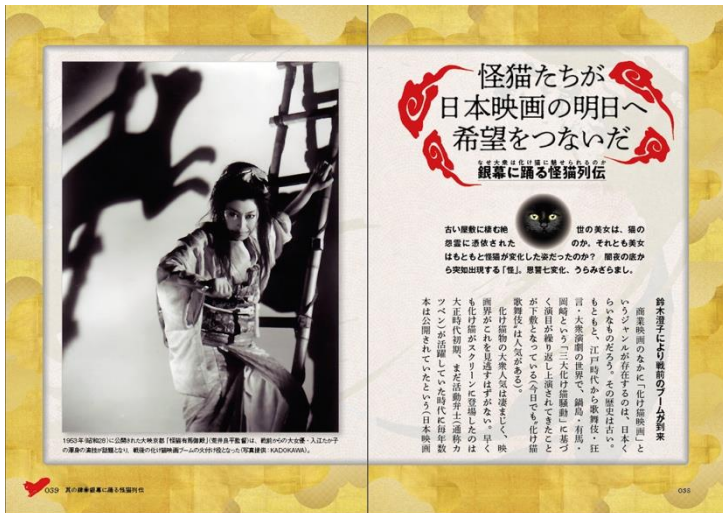 怪猫たちが
日本映画の明日へ
希望をつないだ
なぜ大衆は化け猫に魅せられるのか
銀幕に踊る怪猫列伝
古い屋敷に棲む絶世の美女は、猫の
怨霊に憑依されたのか、それとも美女
はもともと怪猫が変化した姿だったのか? 闇夜の底か
ら突如出現する「怪」。恩讐七変化、うらみざらまし。
鈴木澄子により戦前のブームが到来
商業映画のなかに「化け猫映画」と
いうジャンルが存在するのは、日本く
らいなものだろう。その歴史は古い。
もともと、江戸時代から歌舞伎・狂
言・大衆演劇の世界で、鍋島・有馬・
岡崎という「三大化け猫騒動」に基づ
く演目が繰り返し上演されてきたこと
が下敷となっている(今日でも〝化け猫
歌舞伎〟は人気がある)。
化け猫物の大衆人気は凄まじく、映
画界がこれを見逃すはずがない。早く
も化け猫がスクリーンに登場したのは
大正時代初期、まだ活動弁士(通称カ
ツベン)が活躍していた時代に毎年数
本は公開されていたという(日本映画
038
1953年(昭和28)に公開された大映京都「怪猫有馬御殿」(荒井良平監督)は、戦前からの大女優・入江たか子
の渾身の演技が話題となり、戦後の化け猫映画ブームの火付け役となった(写真提供:KADOKAWA)。
039 其の肆◆銀幕に踊る怪猫列伝